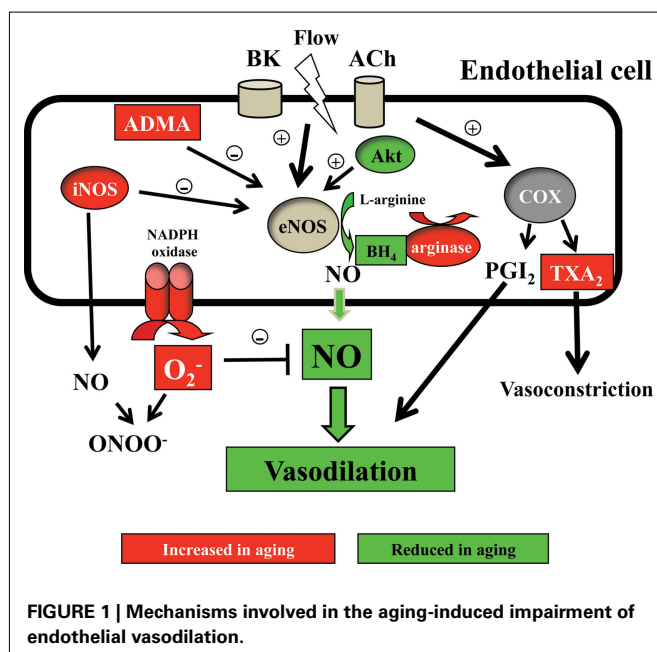 Flow
BK
ACh
Endothelial cell
ADMA
+
+
Akt
-
+
iNOS
-
L-arginine
COX
eNOS
NADPH
oxidase
BH₄
arginase
NO
PGI₂
TXA₂
-
NO
O₂⁻
NO
Vasoconstriction
ONOO⁻
Vasodilation
Increased in aging
Reduced in aging
FIGURE 1 | Mechanisms involved in the aging-induced impairment of
endothelial vasodilation.